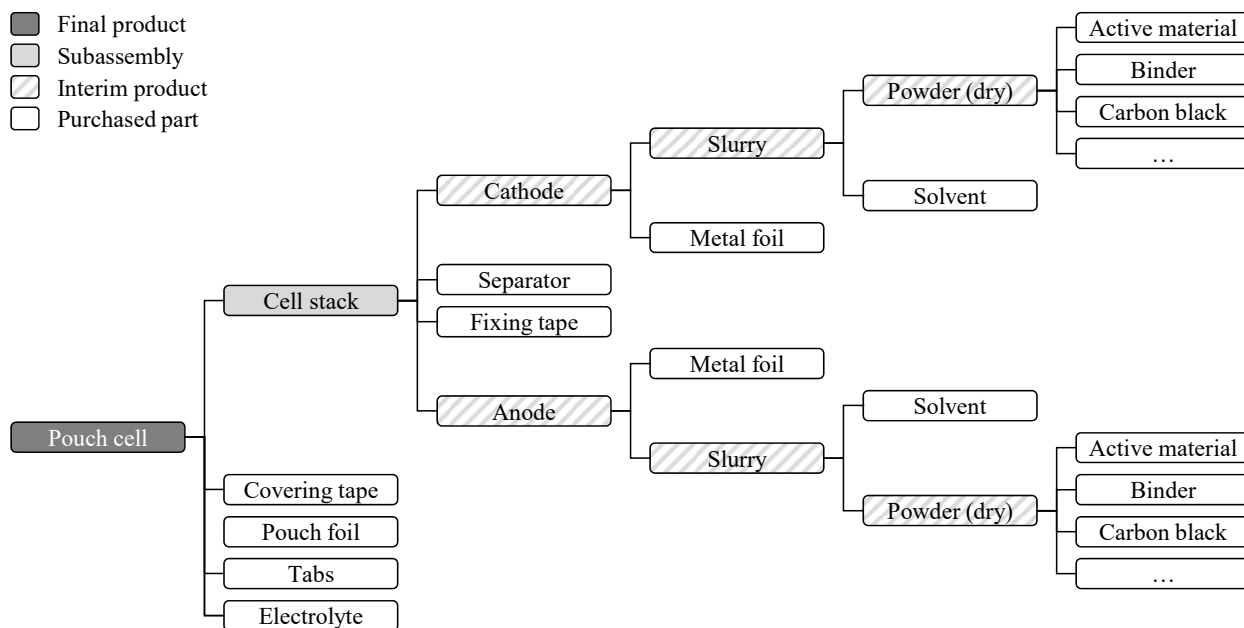 Final product
Subassembly
Interim product
Purchased part
Pouch cell
Cell stack
Covering tape
Pouch foil
Tabs
Electrolyte
Cathode
Separator
Fixing tape
Anode
Slurry
Metal foil
Metal foil
Slurry
Powder (dry)
Solvent
Solvent
Powder (dry)
Active material
Binder
Carbon black
…
Active material
Binder
Carbon black
…